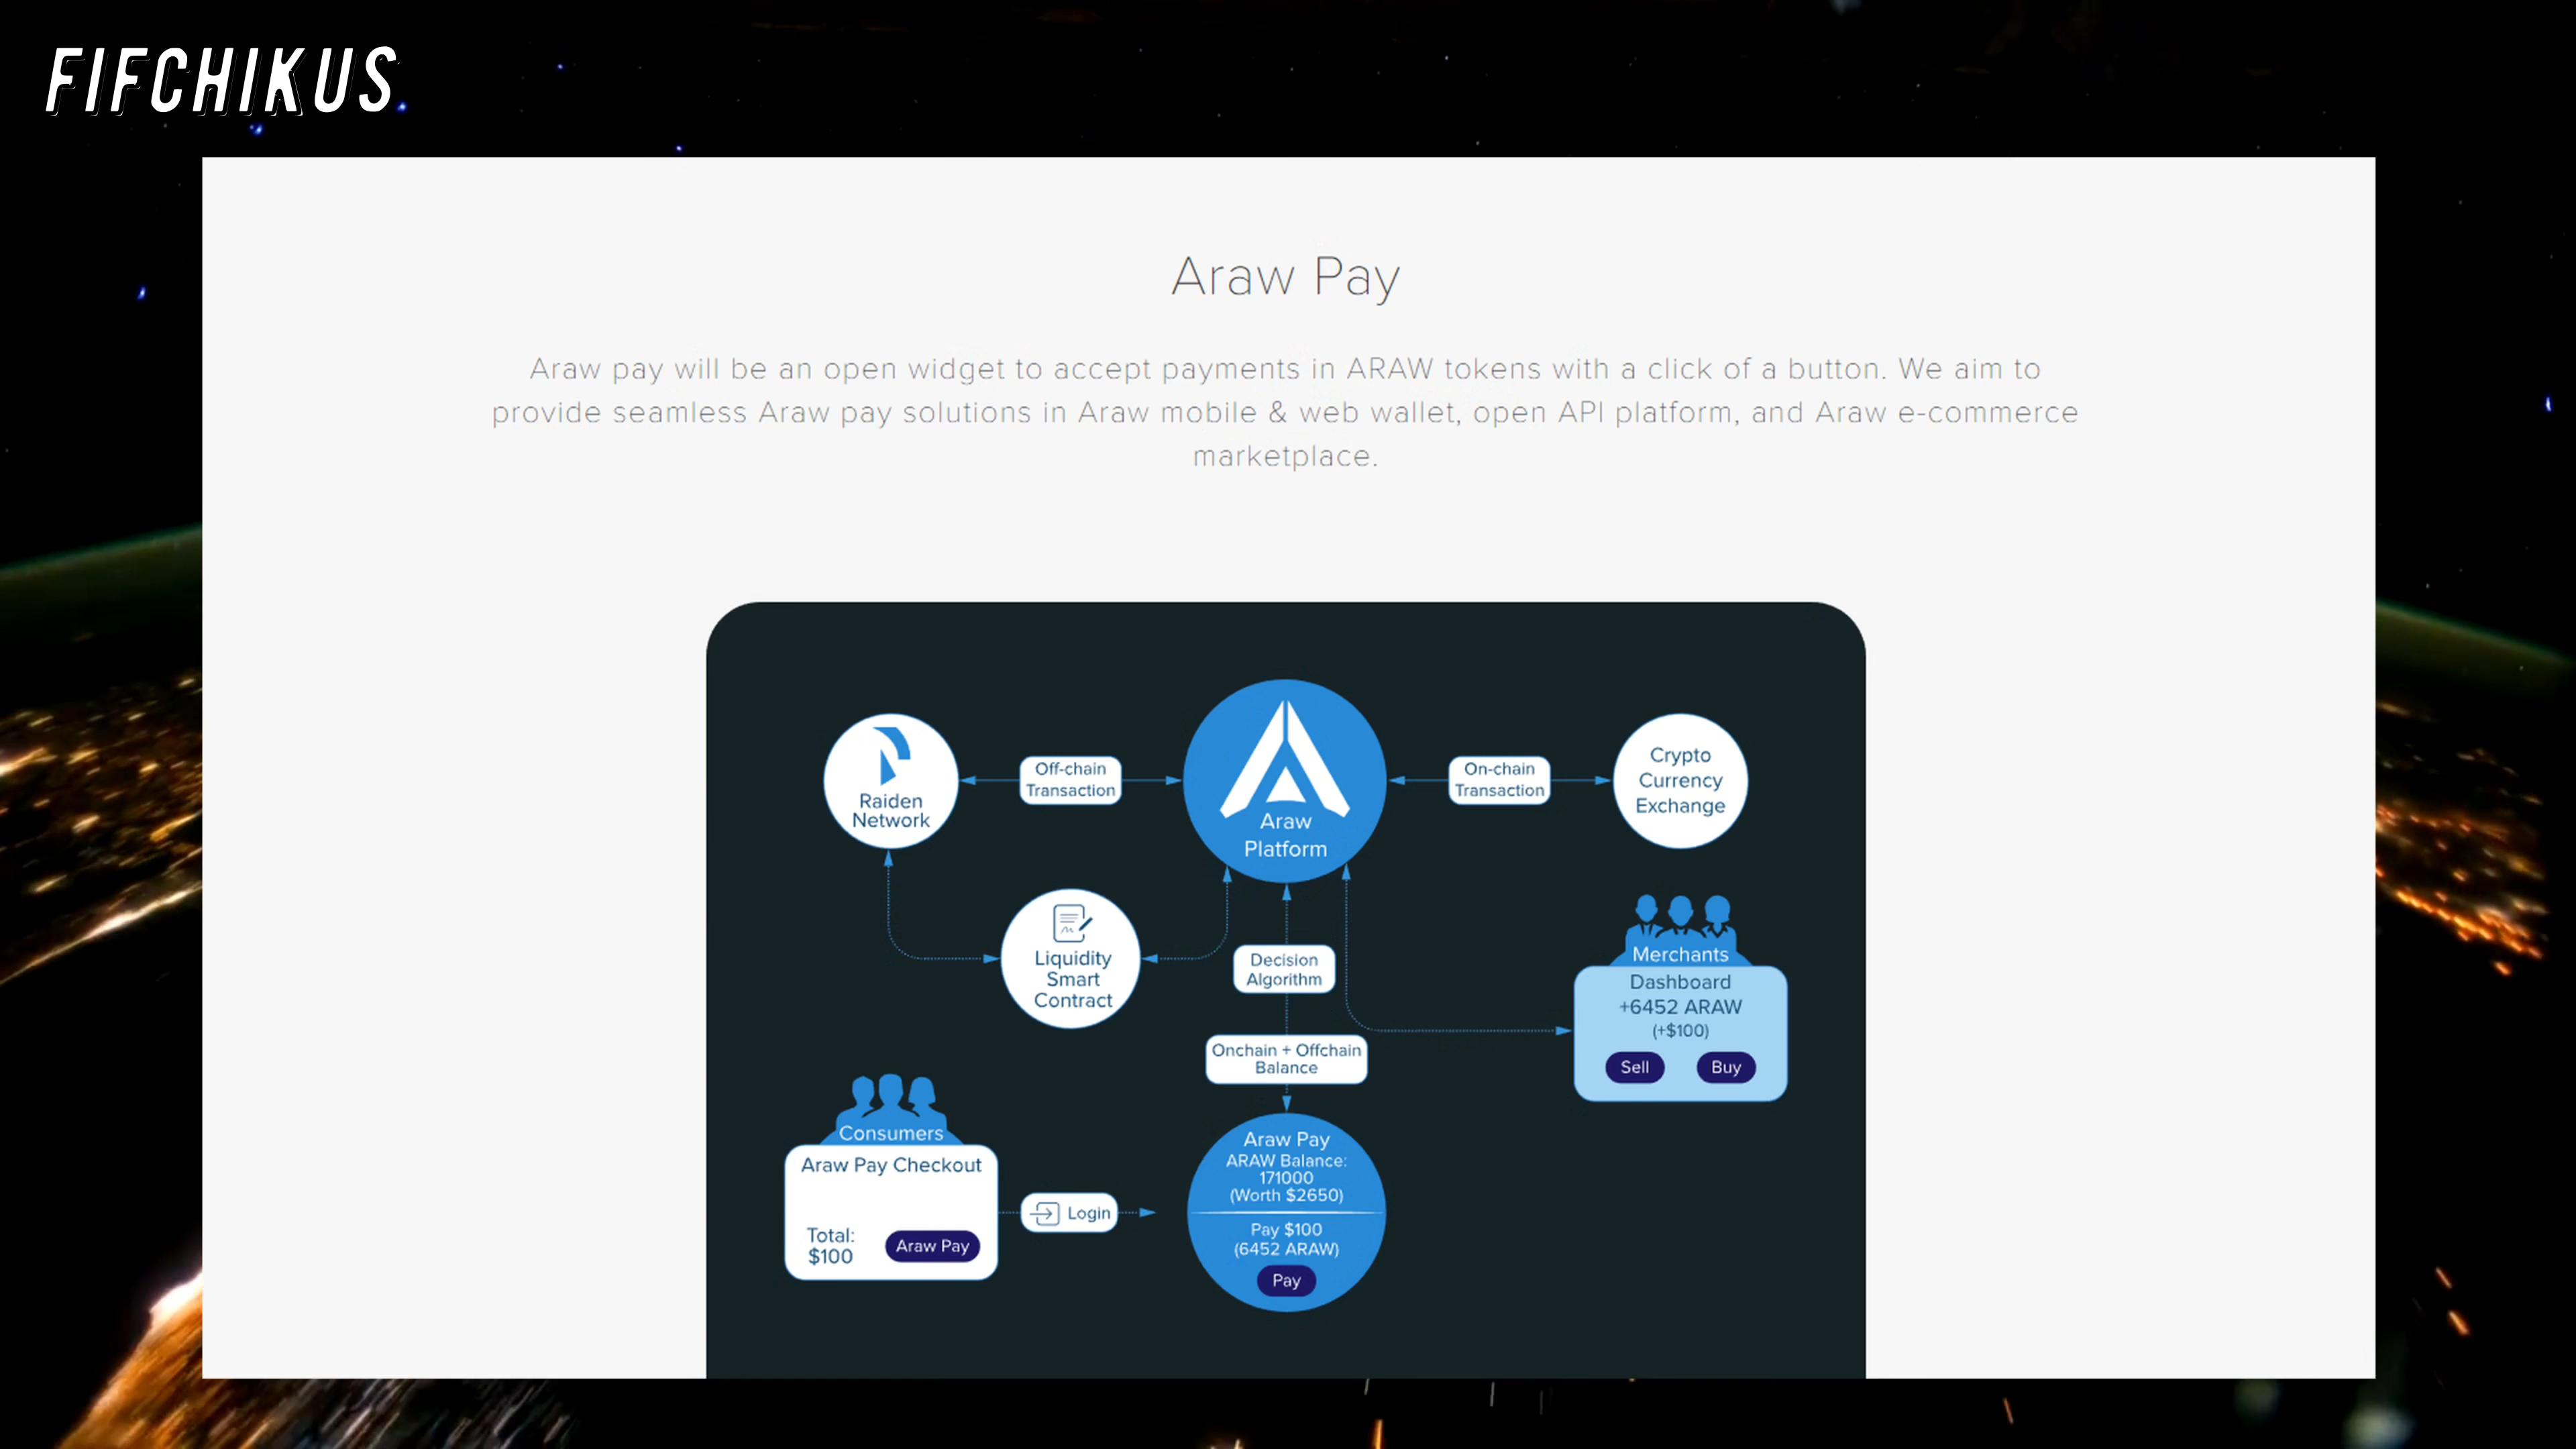 FIFCHIKUS
Araw Pay
Araw pay will be an open widget to accept payments in ARAW tokens with a click of a button. We aim to
provide seamless Araw pay solutions in Araw mobile & web wallet, open API platform, and Araw e-commerce
marketplace.
Raiden
Network
Off-chain
Transaction
Araw
Platform
On-chain
Transaction
Crypto
Currency
Exchange
Liquidity
Smart
Contract
Decision
Algorithm
Onchain + Offchain
Balance
Merchants
Dashboard
+6452 ARAW
(+$100)
Sell
Buy
Consumers
Araw Pay Checkout
Total:
$100
Araw Pay
Login
Araw Pay
ARAW Balance:
171000
(Worth $2650)
Pay $100
(6452 ARAW)
Pay